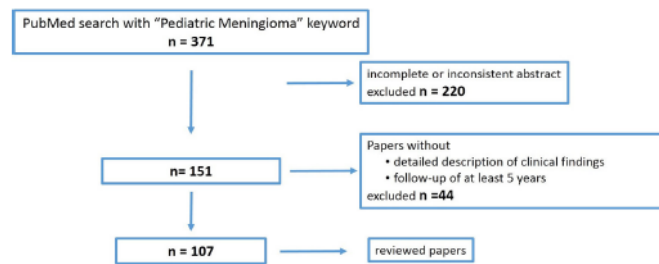 PubMed search with “Pediatric Meningioma” keyword
n = 371
incomplete or inconsistent abstract
excluded n = 220
Papers without
• detailed description of clinical findings
• follow-up of at least 5 years
excluded n =44
n= 151
n = 107
reviewed papers